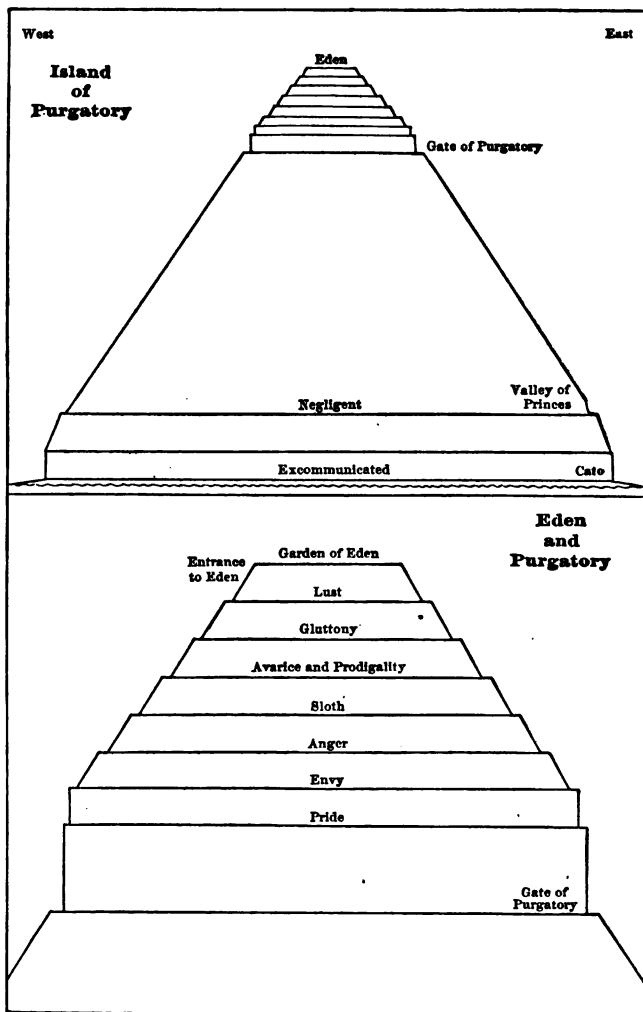 West
East
Island
of
Purgatory
Eden
Gate of Purgatory
Valley of
Princes
Negligent
Excommunicated
Cato
Eden
and
Purgatory
Garden of Eden
Entrance
to Eden
Lust
Gluttony
Avarice and Prodigality
Sloth
Anger
Envy
Pride
Gate of
Purgatory